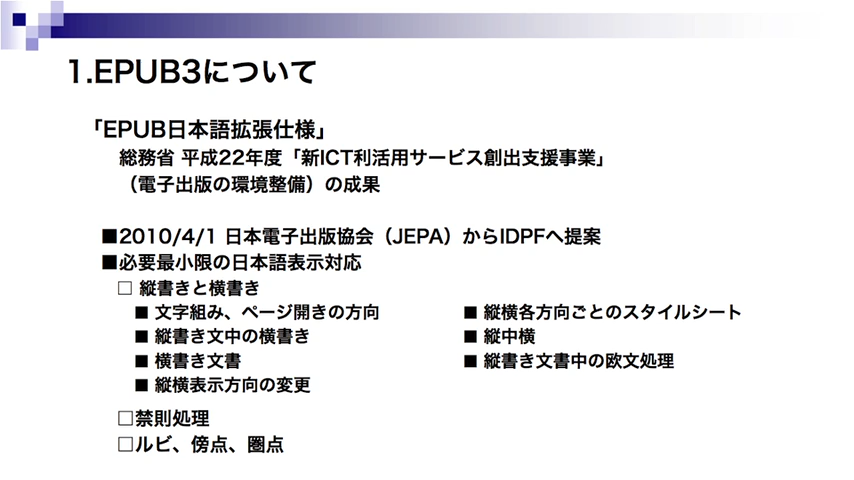 1.EPUB3について
「EPUB日本語拡張仕様」
総務省 平成22年度「新ICT利活用サービス創出支援事業」
（電子出版の環境整備）の成果
■2010/4/1 日本電子出版協会（JEPA）からIDPFへ提案
■必要最小限の日本語表示対応
□ 縦書きと横書き
■ 文字組み、ページ開きの方向
■ 縦書き文中の横書き
■ 横書き文書
■ 縦横表示方向の変更
■ 縦横各方向ごとのスタイルシート
■ 縦中横
■ 縦書き文書中の欧文処理
□禁則処理
□ルビ、傍点、圏点